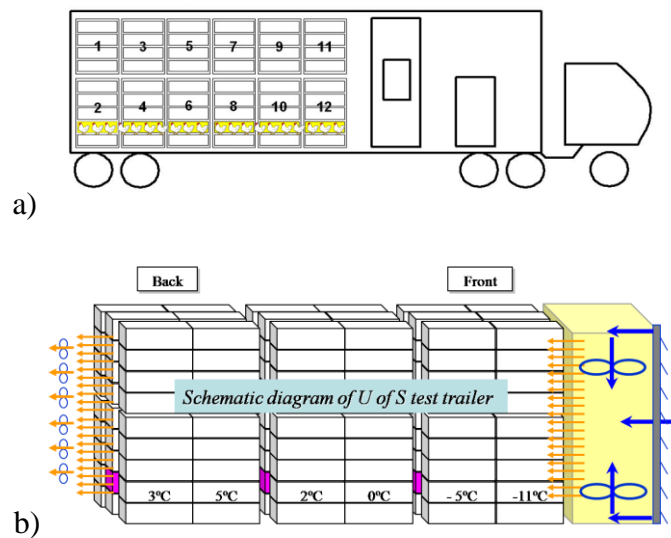 1 3 5 7 9 11
2 4 6 8 10 12
a)
Back Front
Schematic diagram of U of S test trailer
3ºC 5ºC 2ºC 0ºC - 5ºC -11ºC
b)